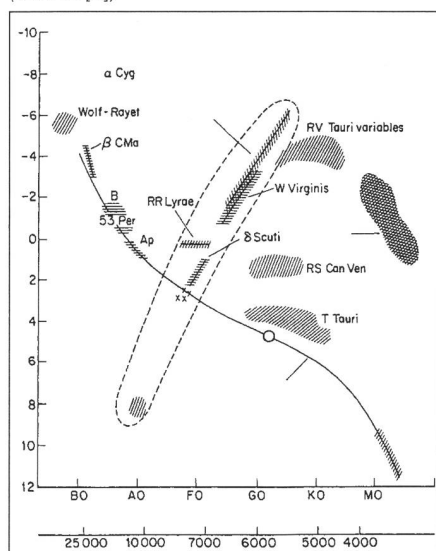 -10
-8
α Cyg
-6
Wolf-Rayet
RV Tauri variables
β CMa
-4
W Virginis
-2
B
RR Lyrae
53 Per
δ Scuti
0
Ap
2
RS Can Ven
xx
xx
4
T Tauri
6
8
10
12
B0 A0 F0 G0 K0 M0
25000 10000 7000 6000 5000 4000